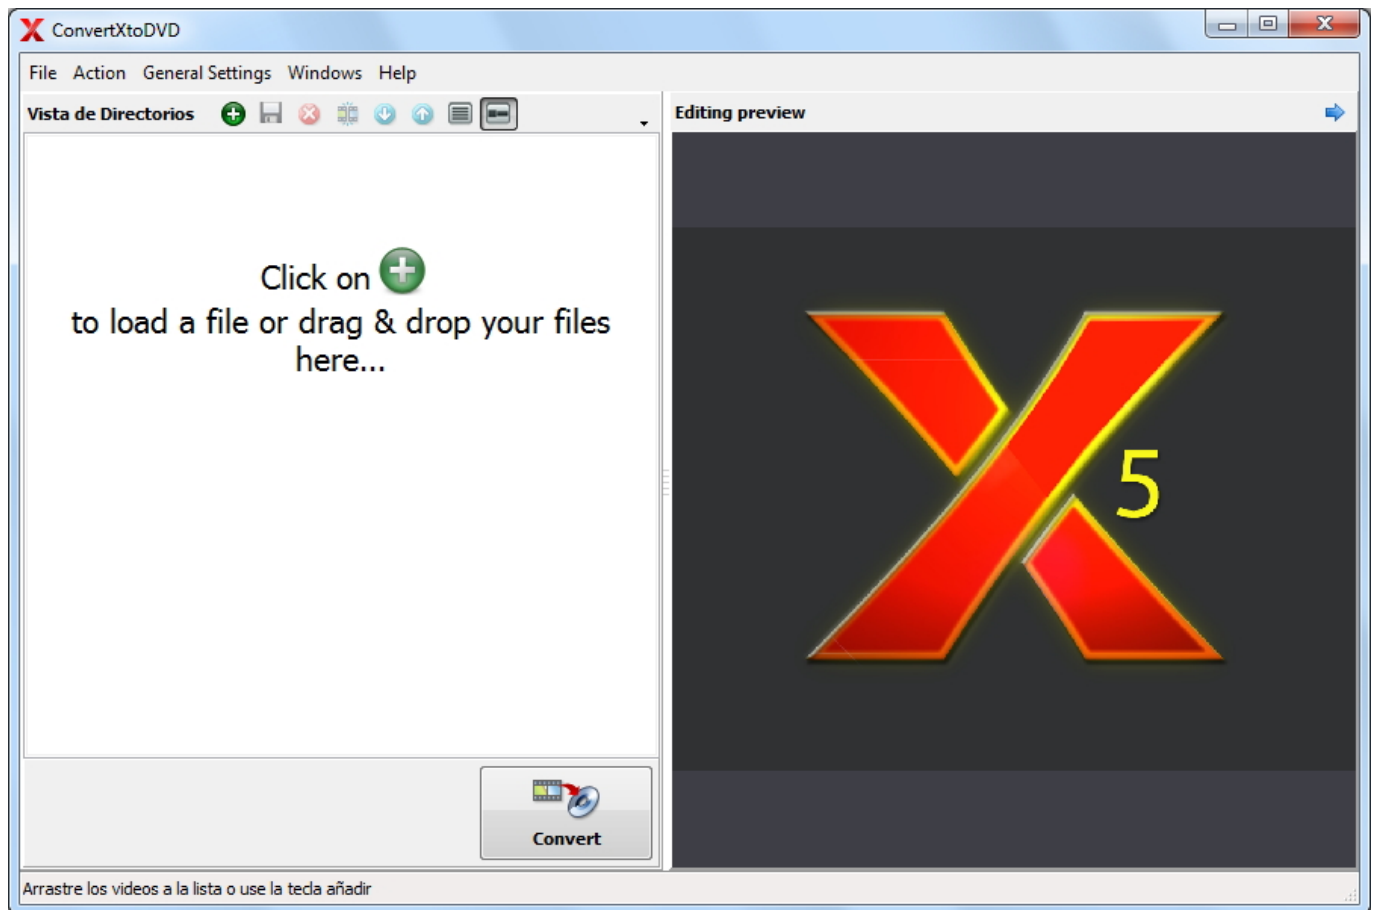 ConvertXtoDVD
File Action General Settings Windows Help
Vista de Directorios
Editing preview
Click on
to load a file or drag & drop your files
here...
5
Convert
Arrastre los videos a la lista o use la tecla añadir